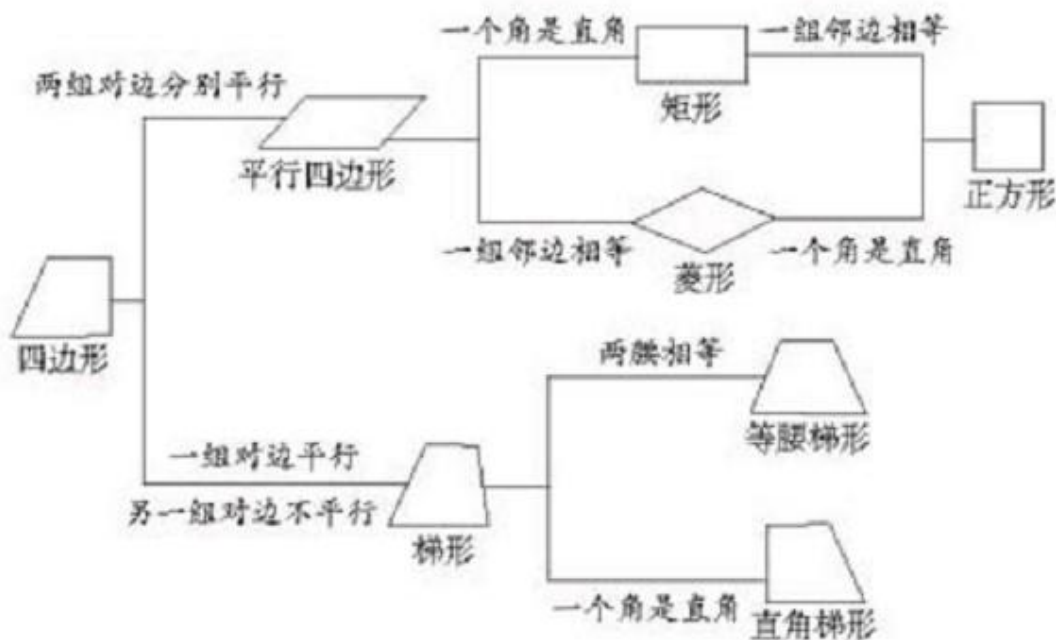 一个角是直角
一组邻边相等
两组对边分别平行
矩形
平行四边形
正方形
一组邻边相等
一个角是直角
菱形
四边形
两腰相等
等腰梯形
一组对边平行
另一组对边不平行
梯形
一个角是直角
直角梯形